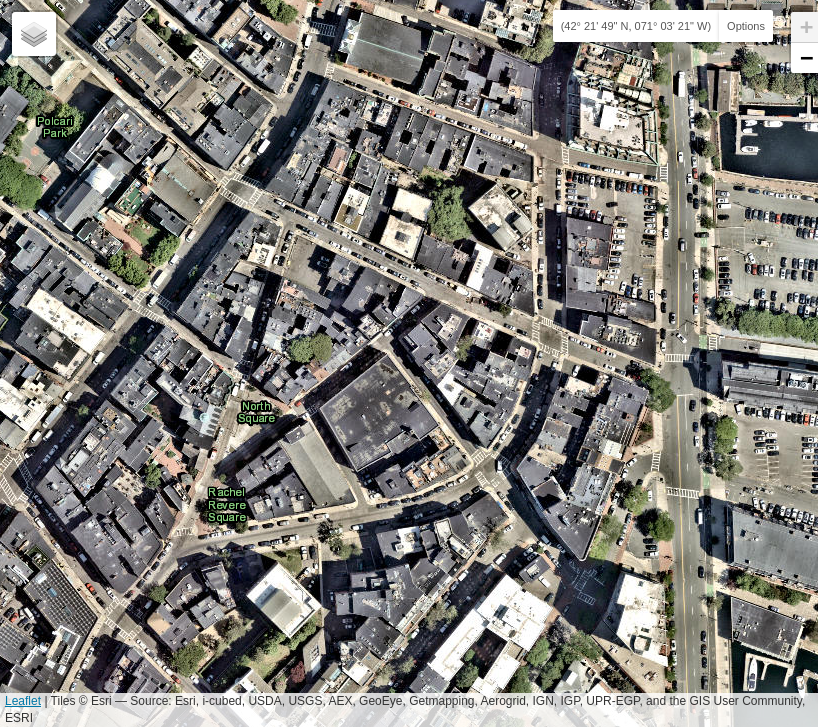 (42° 21' 49" N, 071° 03' 21" W) Options
+
−
Polcari
Park
North
Square
Rachel
Revere
Square
Leaflet | Tiles © Esri — Source: Esri, i-cubed, USDA, USGS, AEX, GeoEye, Getmapping, Aerogrid, IGN, IGP, UPR-EGP, and the GIS User Community,
ESRI